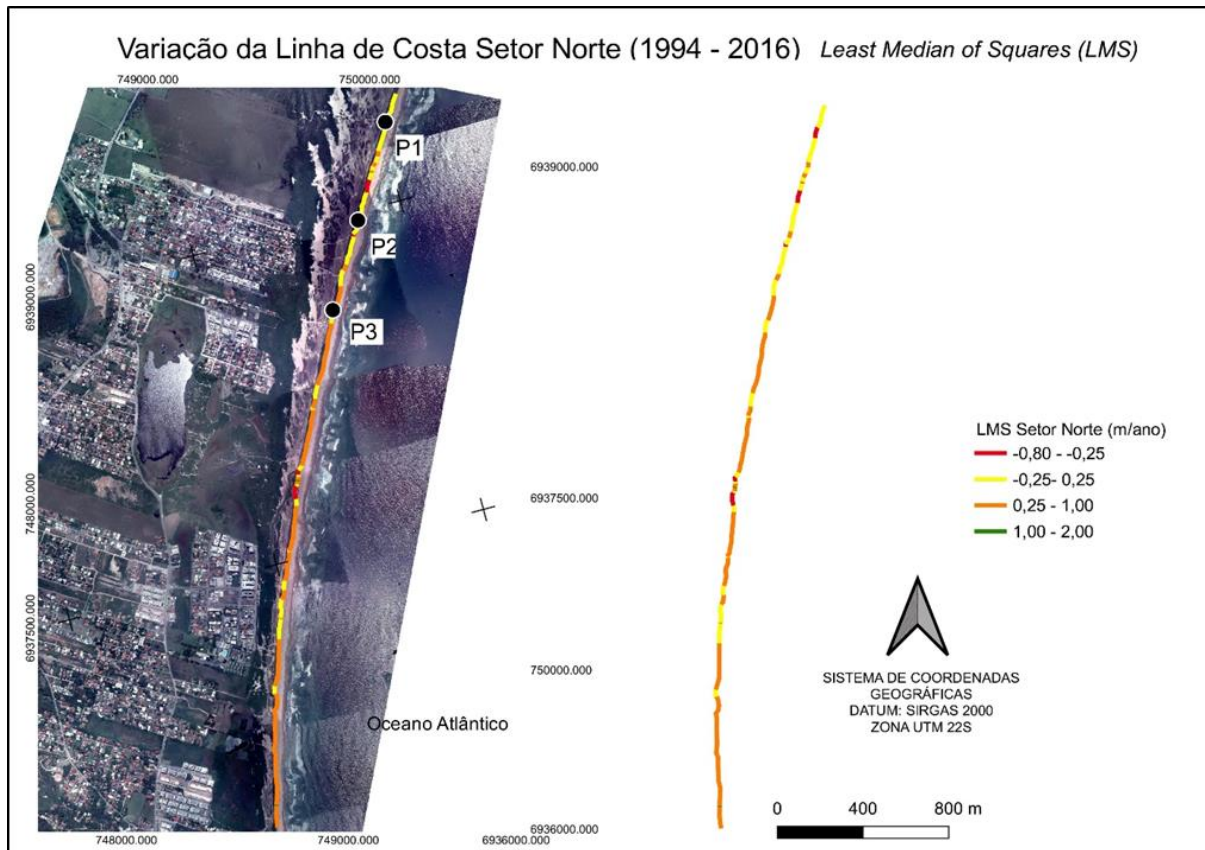 Variação da Linha de Costa Setor Norte (1994 - 2016) Least Median of Squares (LMS)
749000.000
750000.000
P1
6939000.000
P2
6939000.000
P3
LMS Setor Norte (m/ano)
-0,80 - -0,25
-0,25- 0,25
0,25 - 1,00
1,00 - 2,00
7480000.000
6937500.000
6937500.000
750000.000
SISTEMA DE COORDENADAS
GEOGRÁFICAS
DATUM: SIRGAS 2000
ZONA UTM 22S
Oceano Atlântico
0 400 800 m
6936000.000
748000.000
749000.000
6936000.000